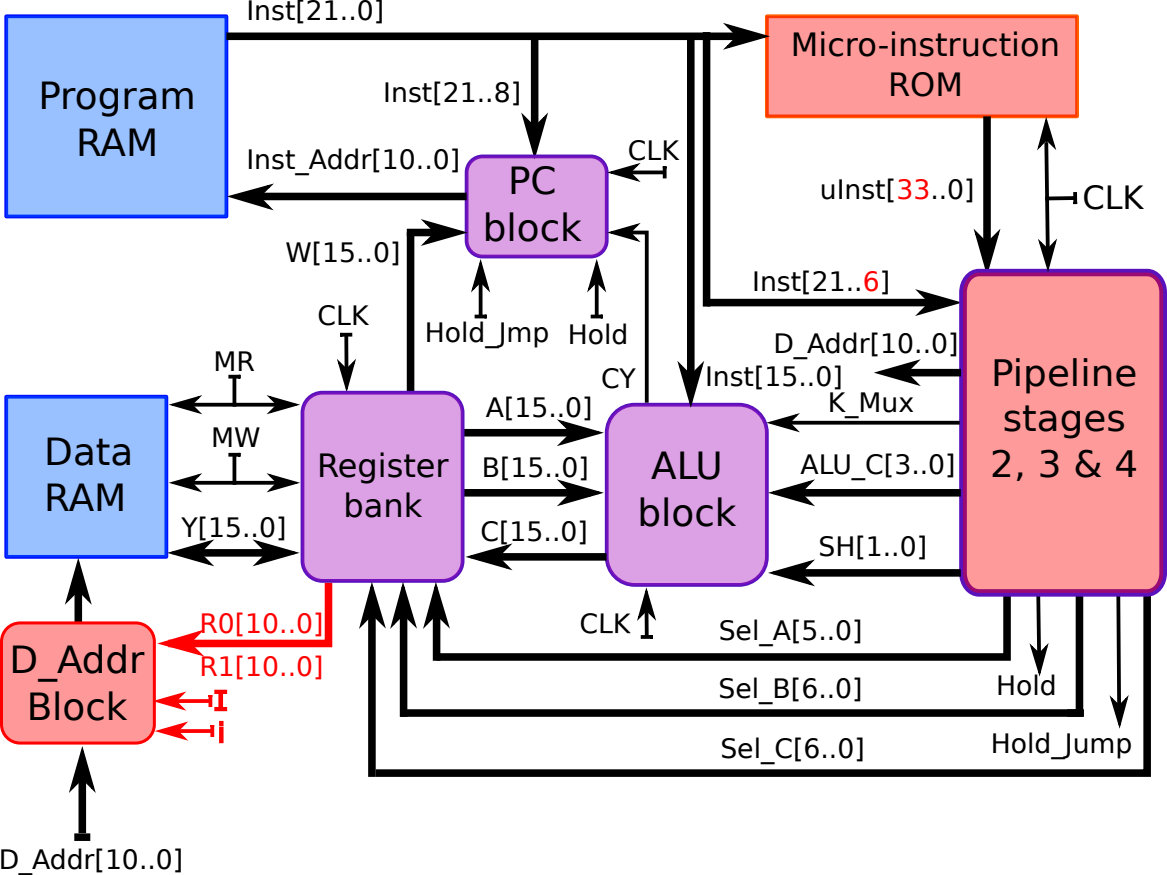 Inst[21..0]
Program
RAM
Micro-instruction
ROM
Inst[21..8]
Inst_Addr[10..0]
CLK
PC
block
uInst[33..0]
CLK
W[15..0]
Inst[21..6]
CLK
Hold_Jmp
Hold
D_Addr[10..0]
MR
CY
Inst[15..0]
K_Mux
Pipeline
stages
2, 3 & 4
A[15..0]
MW
Data
RAM
Register
bank
B[15..0]
ALU
block
ALU_C[3..0]
Y[15..0]
C[15..0]
SH[1..0]
R0[10..0]
CLK
Sel_A[5..0]
D_Addr
Block
R1[10..0]
I
i
Sel_B[6..0]
Hold
Sel_C[6..0]
Hold_Jump
D_Addr[10..0]